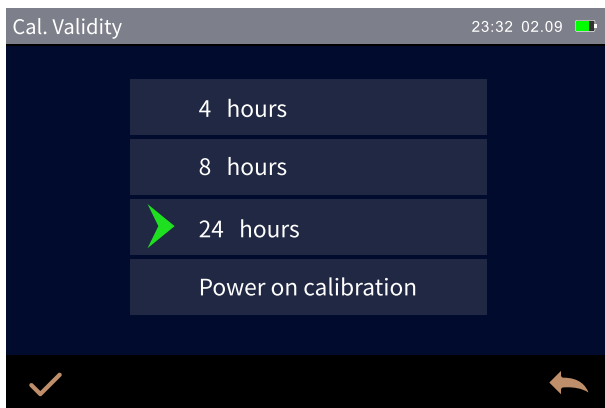 Cal. Validity 23:32 02.09
4 hours
8 hours
24 hours
Power on calibration